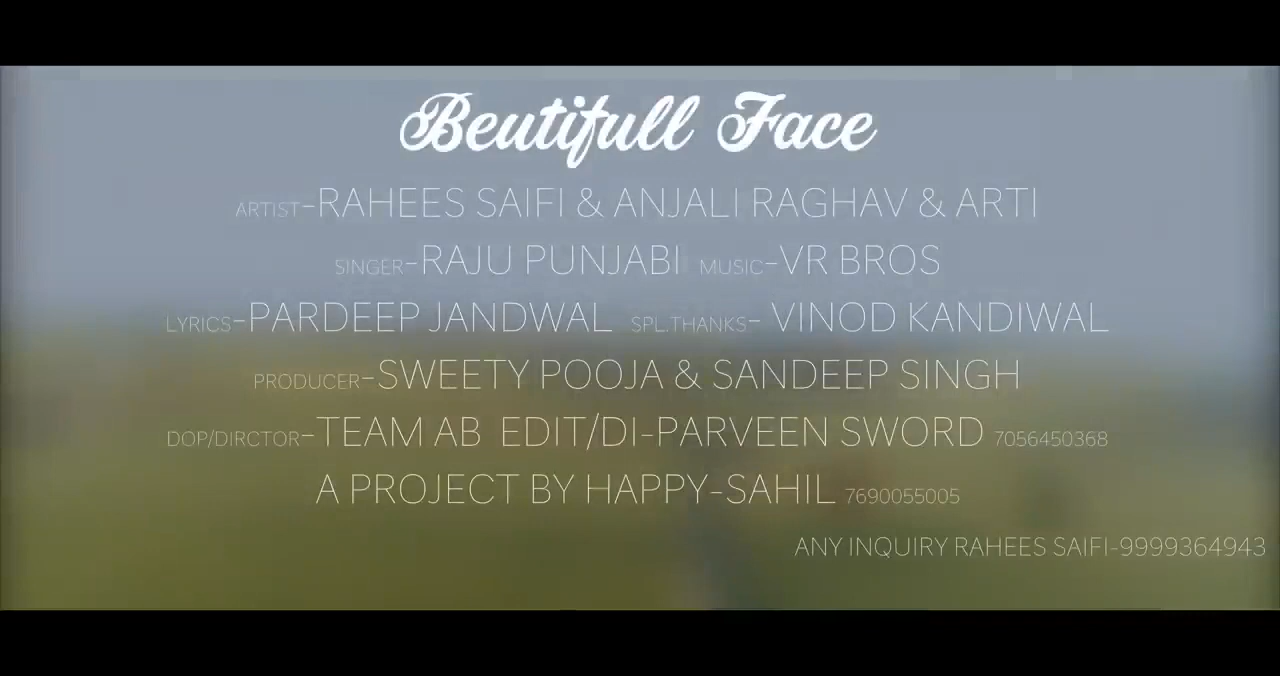 Beutifull Face
ARTIST-RAHEES SAIFI & ANJALI RAGHAV & ARTI
SINGER-RAJU PUNJABI MUSIC-VR BROS
LYRICS-PARDEEP JANDWAL SPL.THANKS- VINOD KANDIWAL
PRODUCER-SWEETY POOJA & SANDEEP SINGH
DOP/DIRCTOR-TEAM AB EDIT/DI-PARVEEN SWORD 7056450368
A PROJECT BY HAPPY-SAHIL 7690055005
ANY INQUIRY RAHEES SAIFI-9999364943